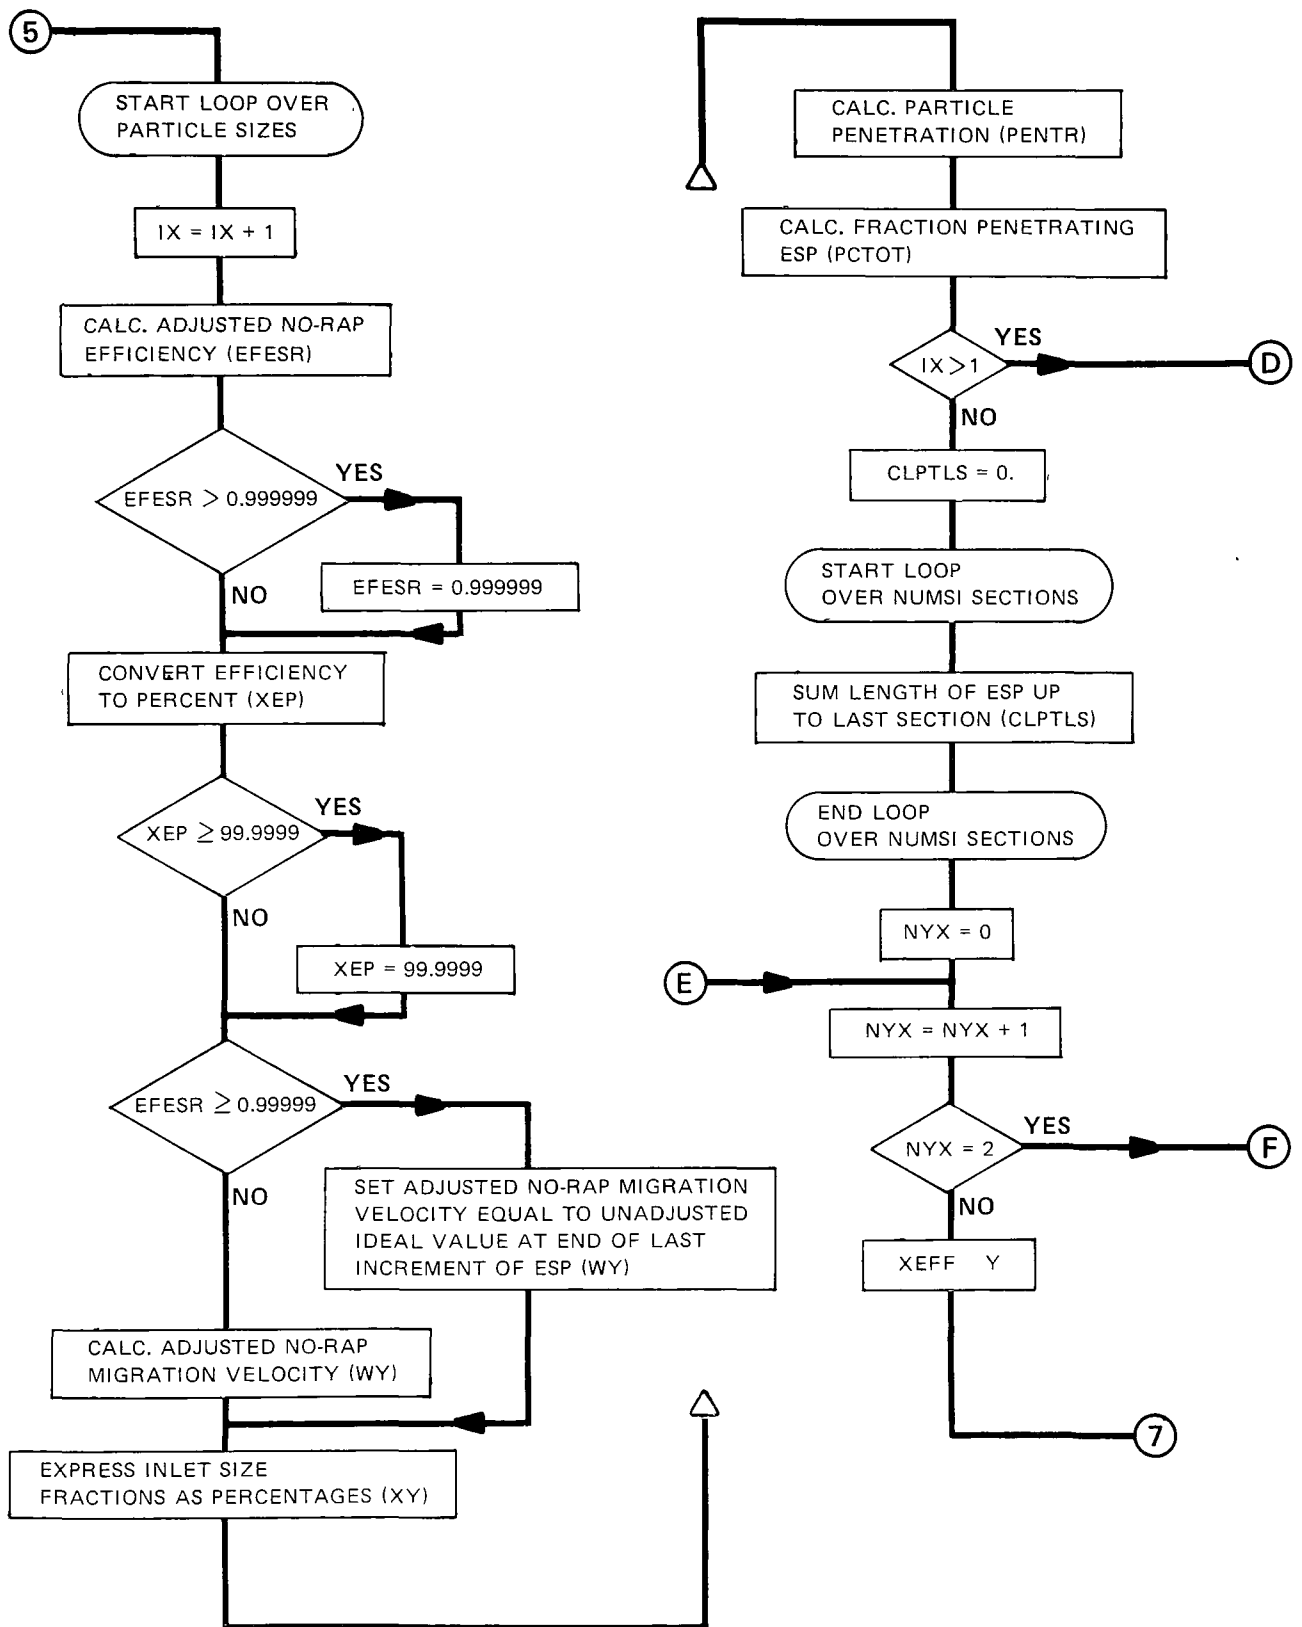 5
START LOOP OVER
PARTICLE SIZES
IX = IX + 1
CALC. ADJUSTED NO-RAP
EFFICIENCY (EFESR)
EFESR > 0.999999
YES
NO
EFESR = 0.999999
CONVERT EFFICIENCY
TO PERCENT (XEP)
XEP ≥ 99.9999
YES
NO
XEP = 99.9999
EFESR ≥ 0.99999
YES
NO
SET ADJUSTED NO-RAP MIGRATION
VELOCITY EQUAL TO UNADJUSTED
IDEAL VALUE AT END OF LAST
INCREMENT OF ESP (WY)
CALC. ADJUSTED NO-RAP
MIGRATION VELOCITY (WY)
EXPRESS INLET SIZE
FRACTIONS AS PERCENTAGES (XY)
CALC. PARTICLE
PENETRATION (PENTR)
CALC. FRACTION PENETRATING
ESP (PCTOT)
IX > 1
YES
D
NO
CLPTLS = 0.
START LOOP
OVER NUMSI SECTIONS
SUM LENGTH OF ESP UP
TO LAST SECTION (CLPTLS)
END LOOP
OVER NUMSI SECTIONS
NYX = 0
E
NYX = NYX + 1
NYX = 2
YES
F
NO
XEFF Y
7